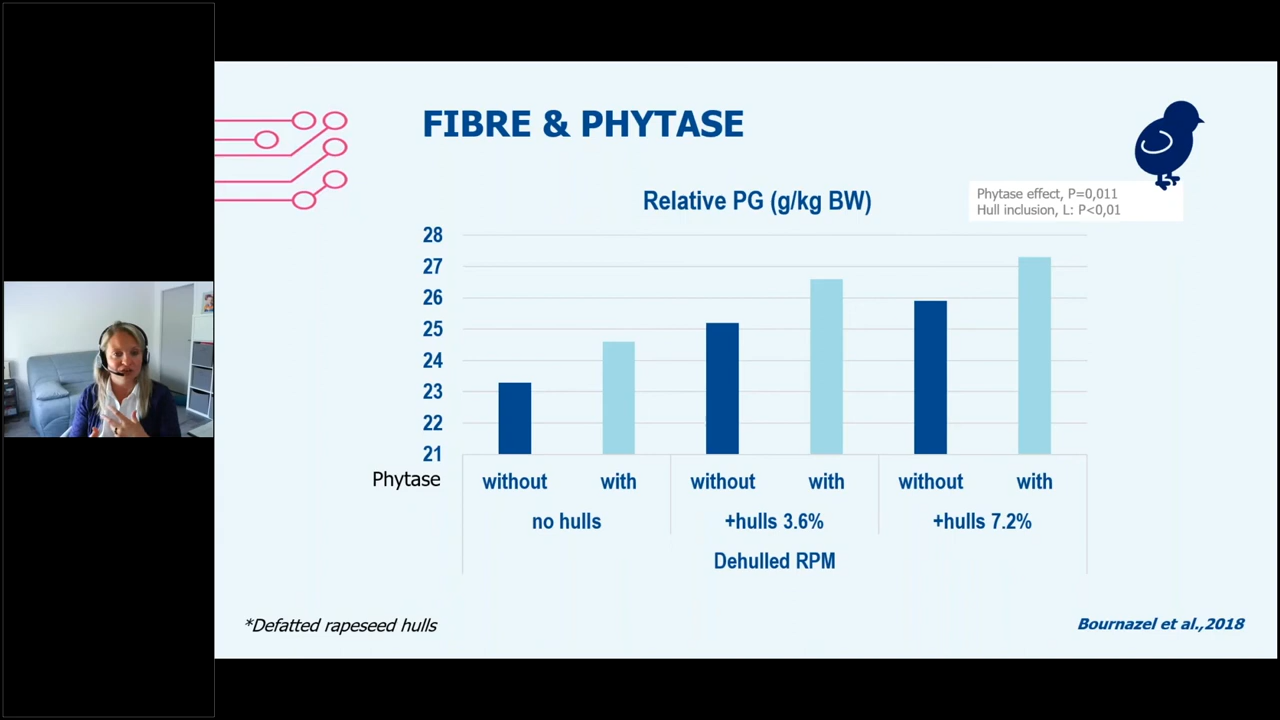 FIBRE & PHYTASE
Relative PG (g/kg BW)
Phytase effect, P=0,011
Hull inclusion, L: P<0,01
28
27
26
25
24
23
22
21
Phytase
without with without with without with
no hulls +hulls 3.6% +hulls 7.2%
Dehulled RPM
*Defatted rapeseed hulls
Bournazel et al.,2018